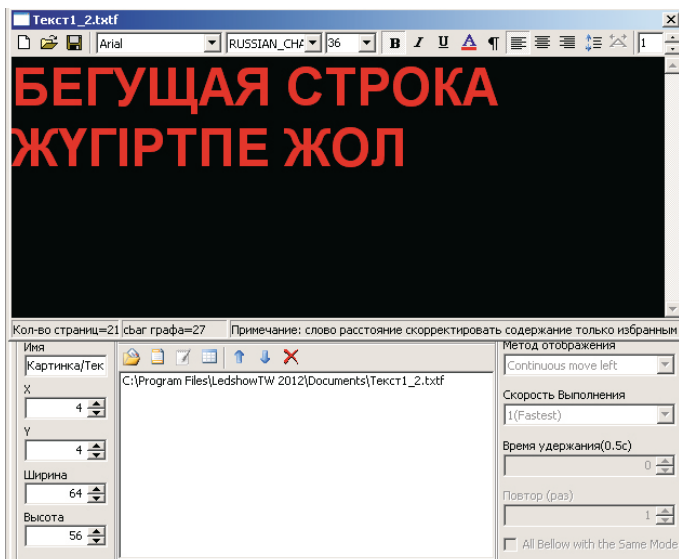 Текст1_2.txtf
Arial RUSSIAN_CHA 36 B I U A ¶ 1
БЕГУЩАЯ СТРОКА
ЖҮГІРТПЕ ЖОЛ
Кол-во страниц=21 сbar графа=27 Примечание: слово расстояние скорректировать содержание только избранным
Имя
Картинка/Тек
X
4
Y
4
Ширина
64
Высота
56
C:\Program Files\LedshowTW 2012\Documents\Текст1_2.txtf
Метод отображения
Continuous move left
Скорость Выполнения
1(Fastest)
Время удержания(0.5с)
0
Повтор (раз)
1
All Bellow with the Same Mode